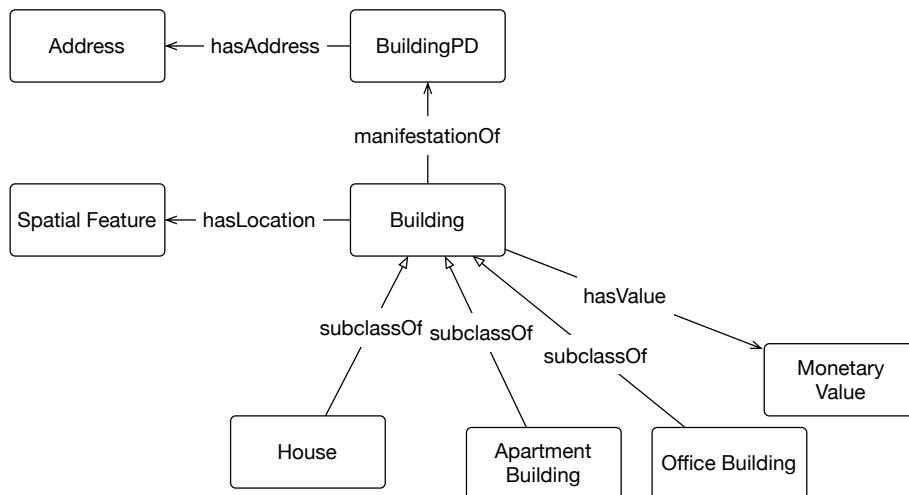 Address
hasAddress
BuildingPD
manifestationOf
Spatial Feature
hasLocation
Building
hasValue
subclassOf
subclassOf
subclassOf
Monetary
Value
House
Apartment
Building
Office Building